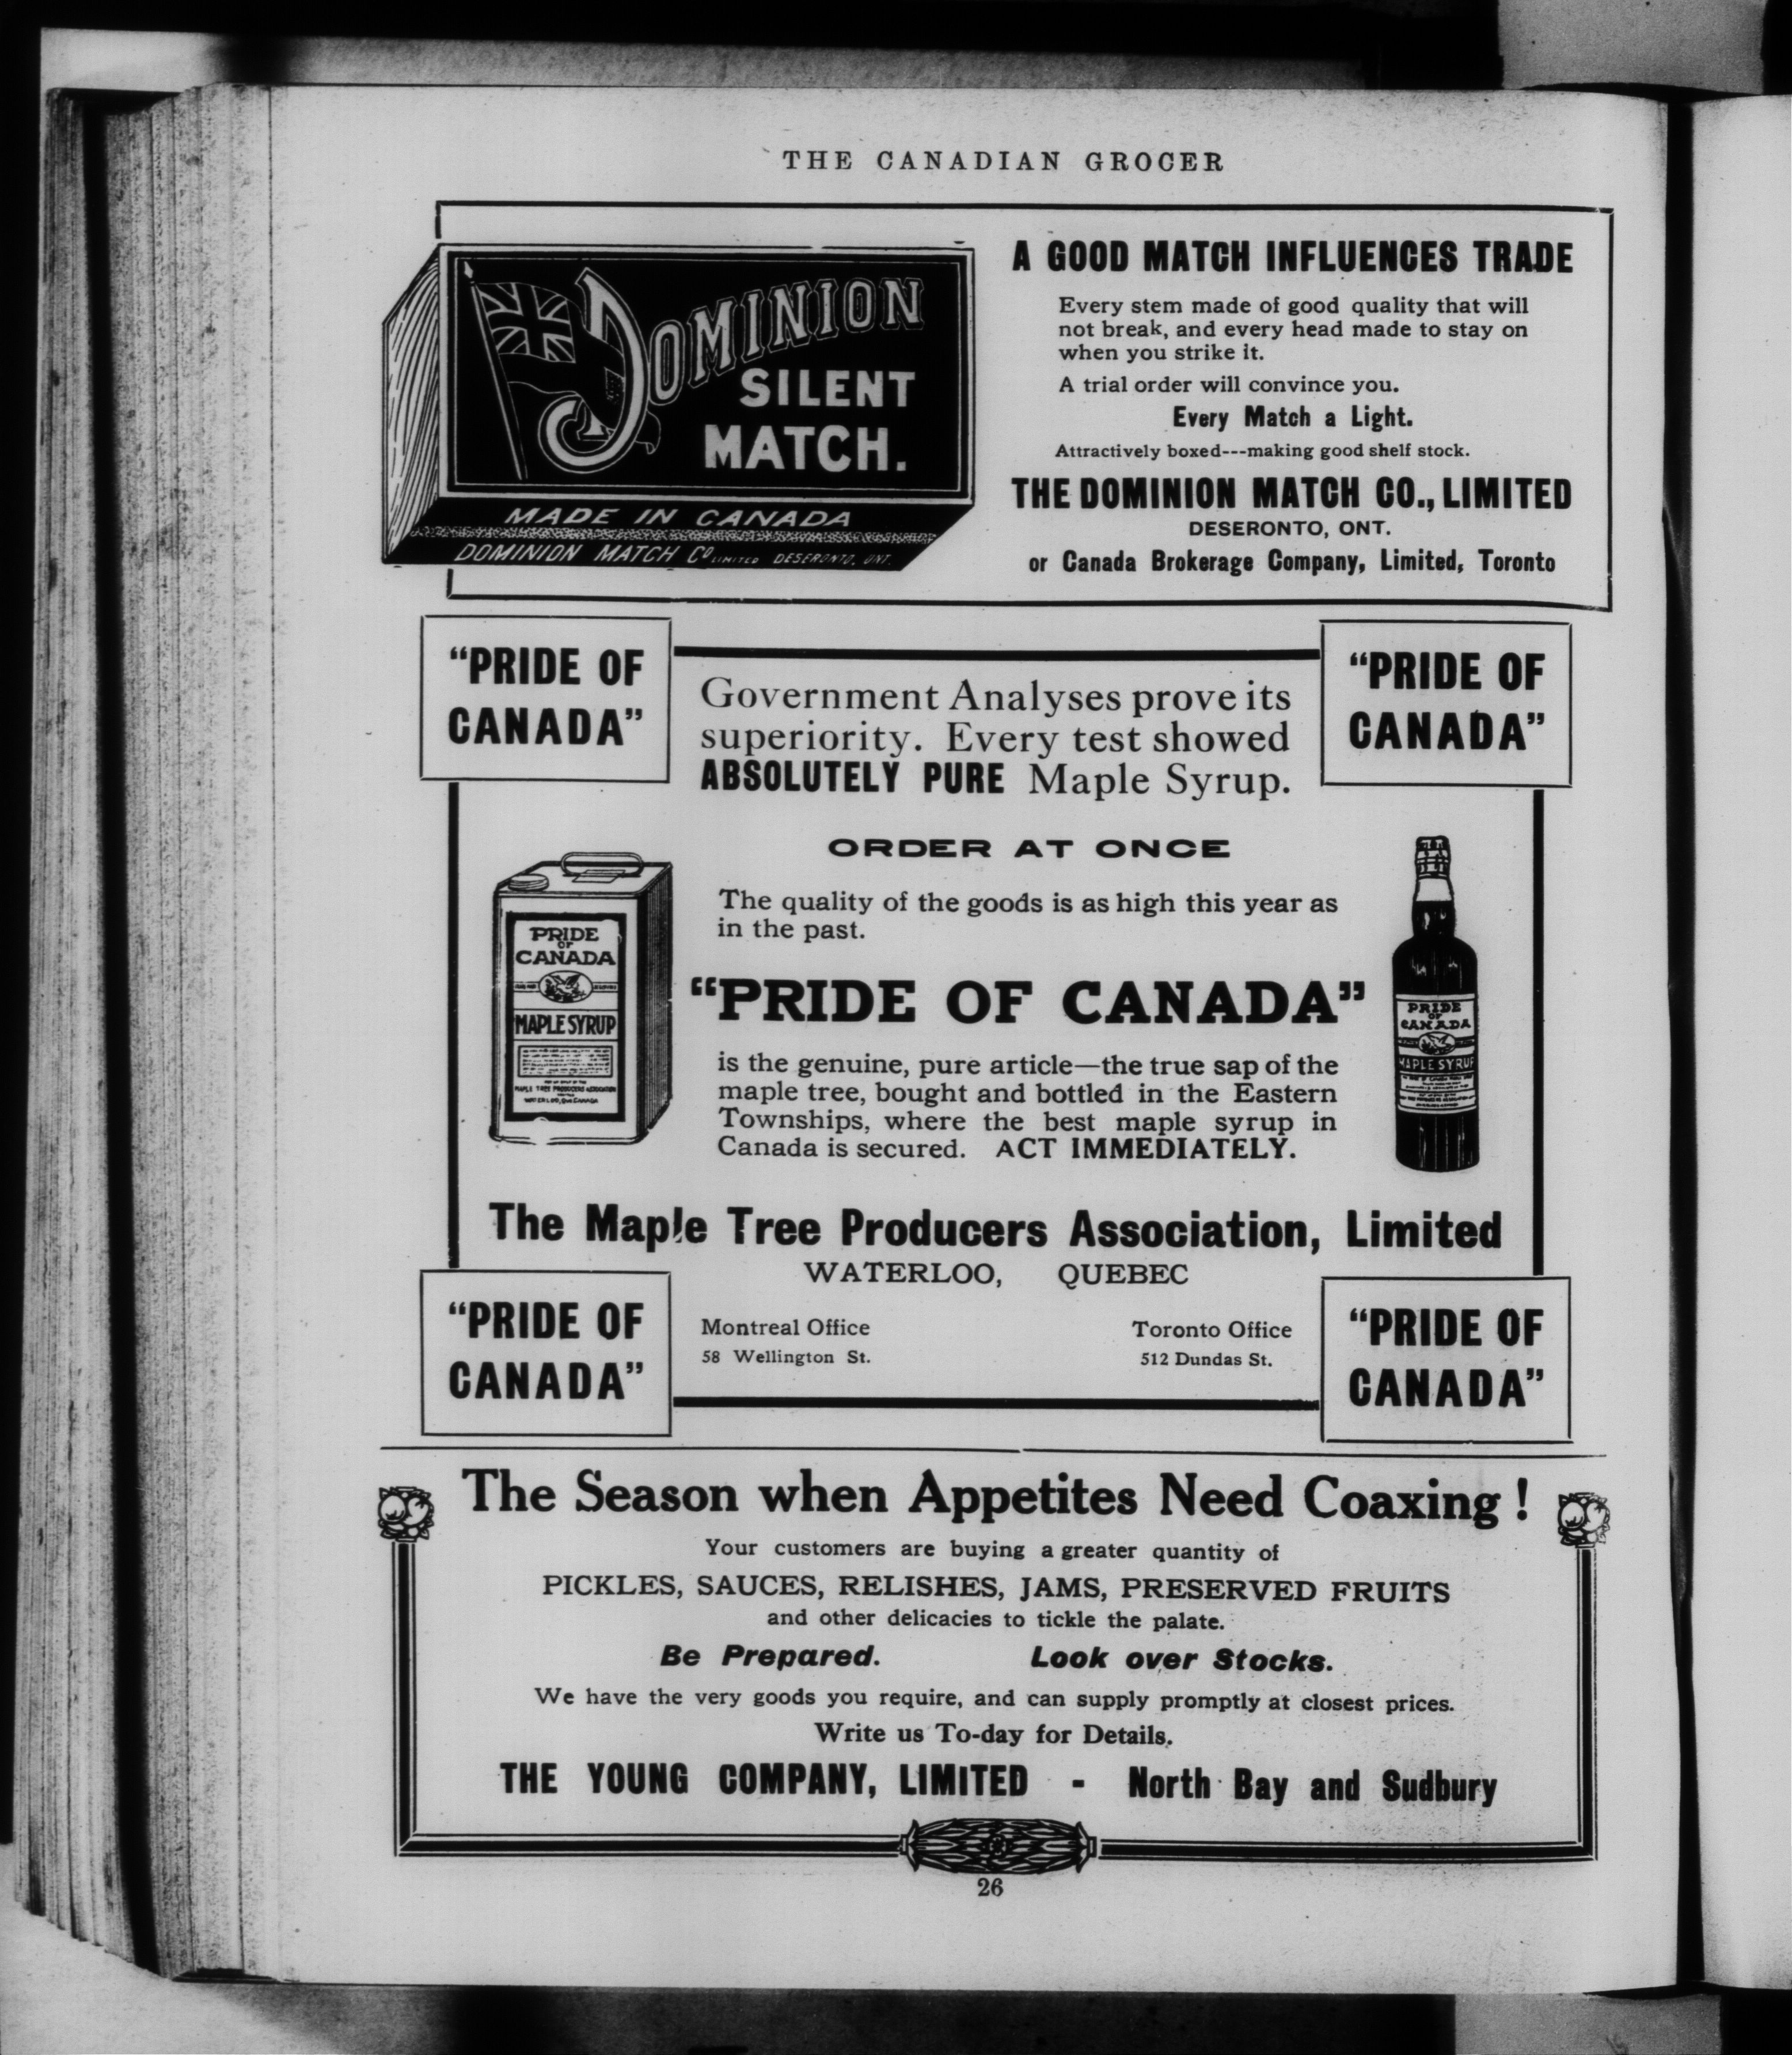 THE CANADIAN GROCER
DOMINION
SILENT
MATCH.
MADE IN CANADA
DOMINION MATCH CO LIMITED DESERONTO, ONT.
A GOOD MATCH INFLUENCES TRADE
Every stem made of good quality that will
not break, and every head made to stay on
when you strike it.
A trial order will convince you.
Every Match a Light.
Attractively boxed---making good shelf stock.
THE DOMINION MATCH CO., LIMITED
DESERONTO, ONT.
or Canada Brokerage Company, Limited, Toronto
"PRIDE OF
CANADA"
Government Analyses prove its
superiority. Every test showed
ABSOLUTELY PURE Maple Syrup.
"PRIDE OF
CANADA"
ORDER AT ONCE
The quality of the goods is as high this year as
in the past.
PRIDE
OF
CANADA
MAPLE SYRUP
MAPLE TREE PRODUCERS ASSOCIATION
WATERLOO, QUE CANADA
"PRIDE OF CANADA"
PRIDE
OF
CANADA
MAPLE SYRUP
is the genuine, pure article—the true sap of the
maple tree, bought and bottled in the Eastern
Townships, where the best maple syrup in
Canada is secured. ACT IMMEDIATELY.
The Maple Tree Producers Association, Limited
WATERLOO, QUEBEC
"PRIDE OF
CANADA"
Montreal Office
58 Wellington St.
Toronto Office
512 Dundas St.
"PRIDE OF
CANADA"
The Season when Appetites Need Coaxing!
Your customers are buying a greater quantity of
PICKLES, SAUCES, RELISHES, JAMS, PRESERVED FRUITS
and other delicacies to tickle the palate.
Be Prepared. Look over Stocks.
We have the very goods you require, and can supply promptly at closest prices.
Write us To-day for Details.
THE YOUNG COMPANY, LIMITED - North Bay and Sudbury
26